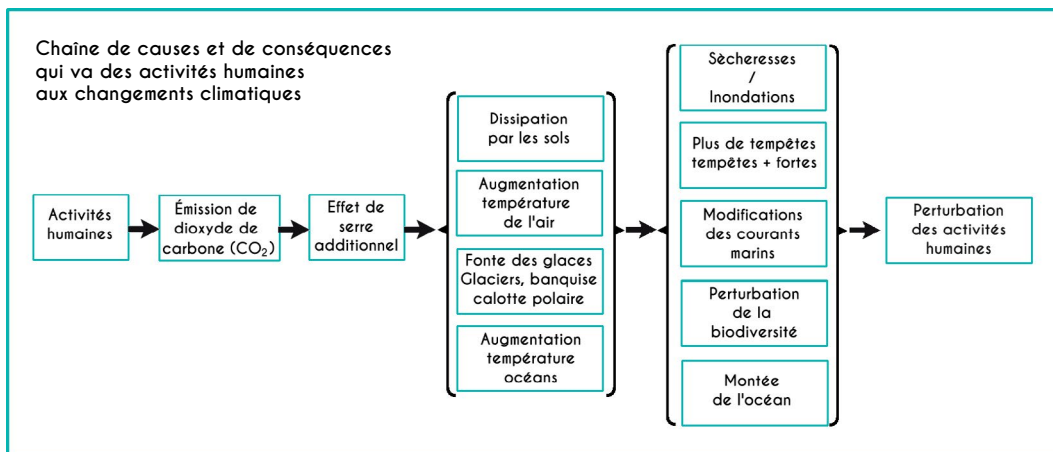 Chaîne de causes et de conséquences
qui va des activités humaines
aux changements climatiques
Activités
humaines
Émission de
dioxyde de
carbone (CO₂)
Effet de
serre
additionnel
Dissipation
par les sols
Augmentation
température
de l'air
Fonte des glaces
Glaciers, banquise
calotte polaire
Augmentation
température
océans
Sècheresses
/
Inondations
Plus de tempêtes
tempêtes + fortes
Modifications
des courants
marins
Perturbation
de la
biodiversité
Montée
de l'océan
Perturbation
des activités
humaines